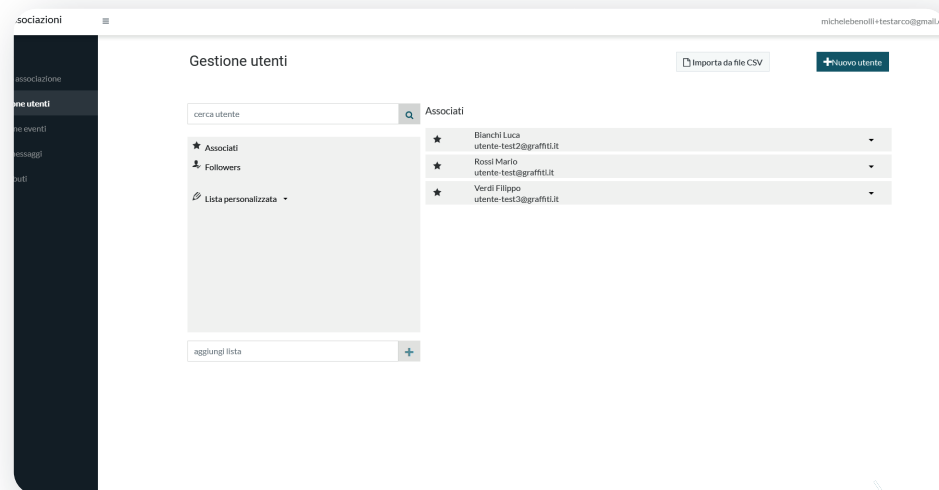 ssociazioni
michelebenolli+testarco@gmail.
Gestione utenti
Importa da file CSV
Nuovo utente
associazione
one utenti
ne eventi
messaggi
buti
cerca utente
Associati
Followers
Lista personalizzata
aggiungi lista
Associati
Bianchi Luca
utente-test2@graffiti.it
Rossi Mario
utente-test@graffiti.it
Verdi Filippo
utente-test3@graffiti.it